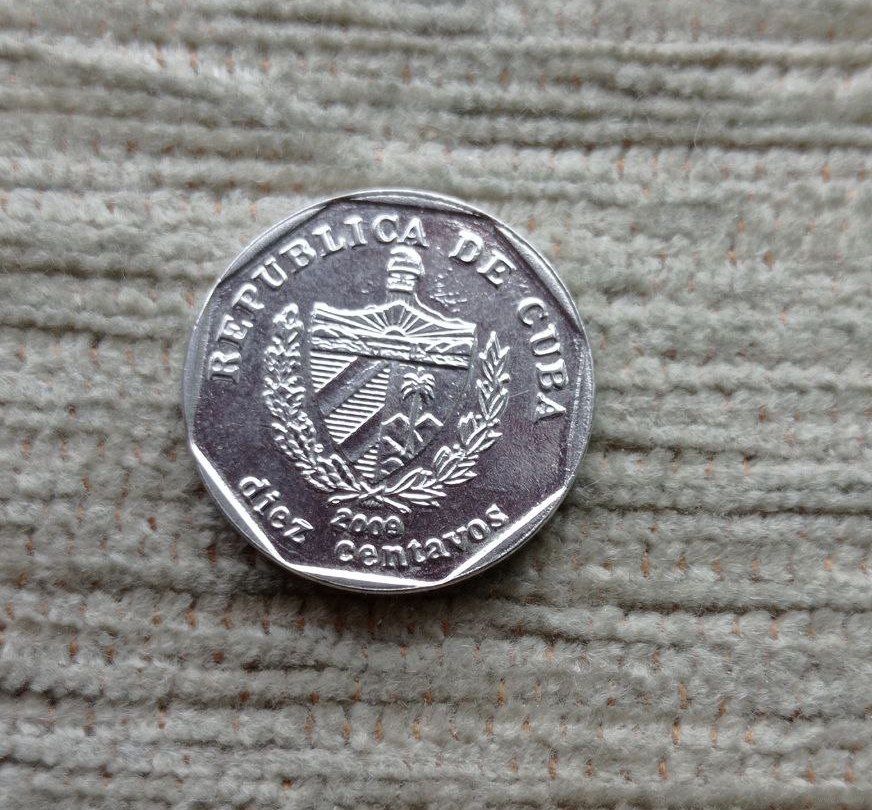 REPUBLICA DE CUBA
2009
diez centavos